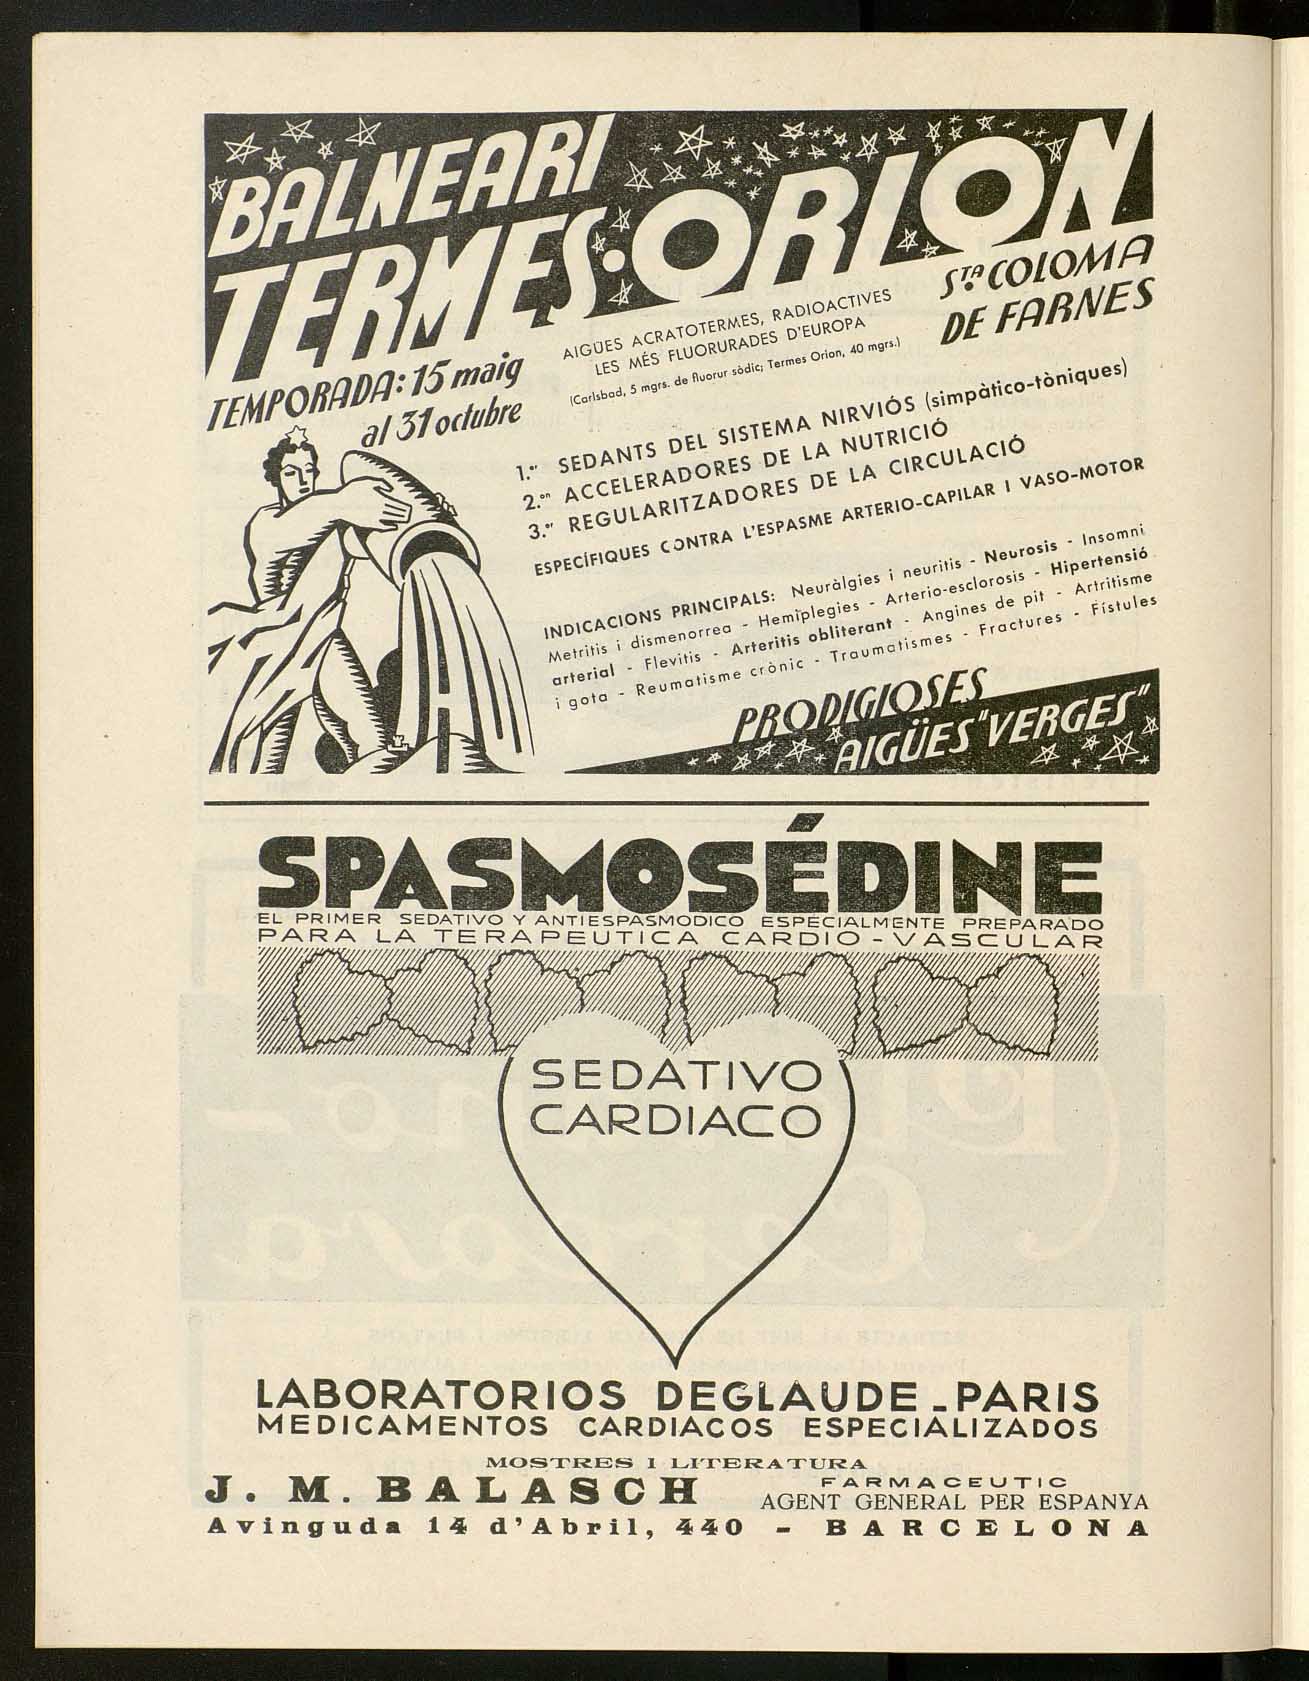 BALNEARI
TERMES·ORION
STA. COLOMA
DE FARNES
TEMPORADA: 15 maig
al 31 octubre
AIGÜES ACRATOTERMES, RADIOACTIVES
LES MÉS FLUORURADES D'EUROPA
(Carlsbad, 5 mgrs. de fluorur sòdic; Termes Orion, 40 mgrs.)
1.er SEDANTS DEL SISTEMA NIRVIÓS (simpàtico-tòniques)
2.on ACCELERADORES DE LA NUTRICIÓ
3.er REGULARITZADORES DE LA CIRCULACIÓ
ESPECÍFIQUES CONTRA L'ESPASME ARTERIO-CAPILAR I VASO-MOTOR
INDICACIONS PRINCIPALS: Neuràlgies i neuritis - Neurosis - Insomni
Metritis i dismenorrea - Hemiplegies - Arterio-esclorosis - Hipertensió
arterial - Flevitis - Arteritis obliterant - Angines de pit - Artritisme
i gota - Reumatisme crònic - Traumatismes - Fractures - Fístules
PRODIGIOSES
AIGÜES "VERGES"
SPASMOSÉDINE
EL PRIMER SEDATIVO Y ANTIESPASMODICO ESPECIALMENTE PREPARADO
PARA LA TERAPEUTICA CARDIO-VASCULAR
SEDATIVO
CARDIACO
LABORATORIOS DEGLAUDE-PARIS
MEDICAMENTOS CARDIACOS ESPECIALIZADOS
MOSTRES I LITERATURA
J. M. BALASCH FARMACEUTIC
AGENT GENERAL PER ESPANYA
Avinguda 14 d'Abril, 440 - BARCELONA